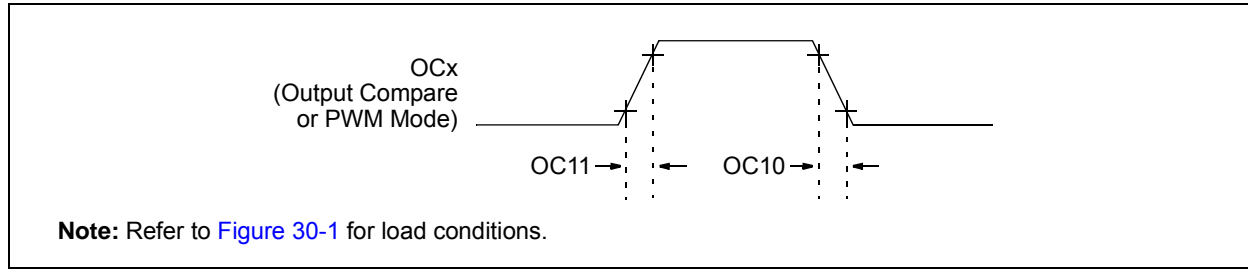 OCx
(Output Compare
or PWM Mode)
OC11 OC10
Note: Refer to Figure 30-1 for load conditions.